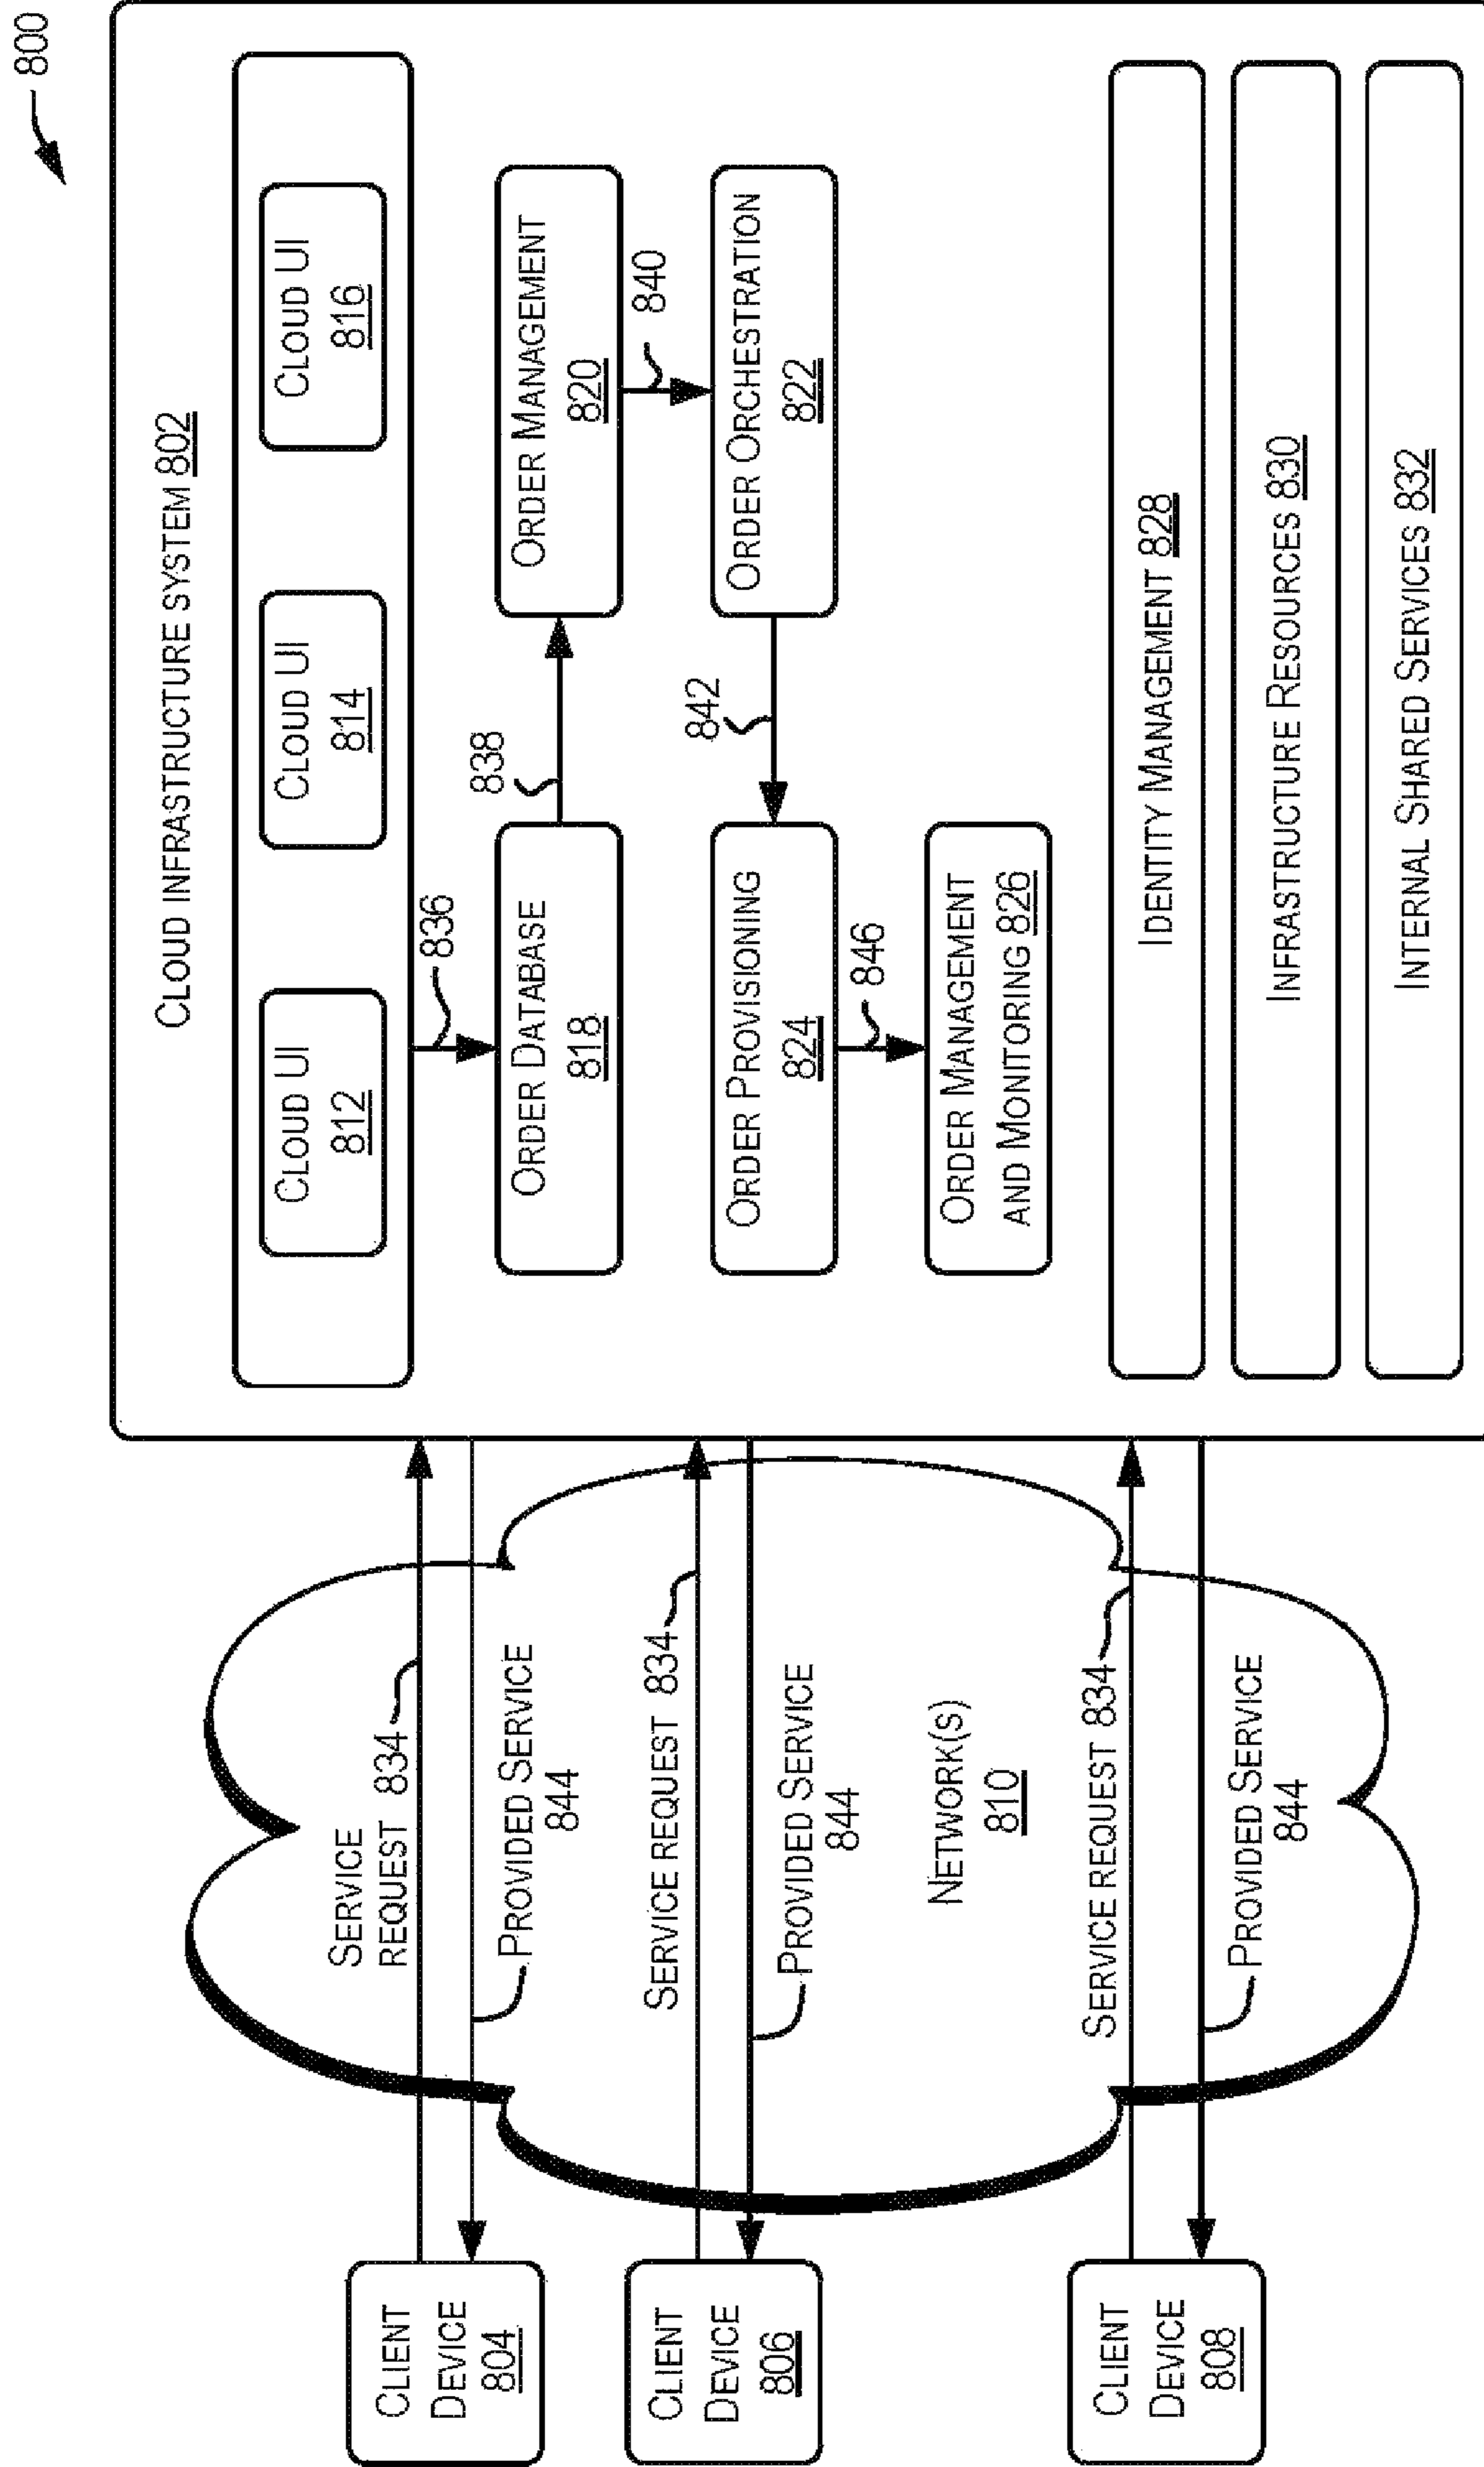 800
CLOUD INFRASTRUCTURE SYSTEM 802
CLOUD UI
812
CLOUD UI
814
CLOUD UI
816
836
ORDER DATABASE
818
838
ORDER MANAGEMENT
820
840
ORDER PROVISIONING
824
842
ORDER ORCHESTRATION
822
846
ORDER MANAGEMENT
AND MONITORING 826
IDENTITY MANAGEMENT 828
INFRASTRUCTURE RESOURCES 830
INTERNAL SHARED SERVICES 832
CLIENT
DEVICE
804
SERVICE
REQUEST 834
PROVIDED SERVICE
844
CLIENT
DEVICE
806
SERVICE REQUEST 834
PROVIDED SERVICE
844
NETWORK(S)
810
CLIENT
DEVICE
808
SERVICE REQUEST 834
PROVIDED SERVICE
844